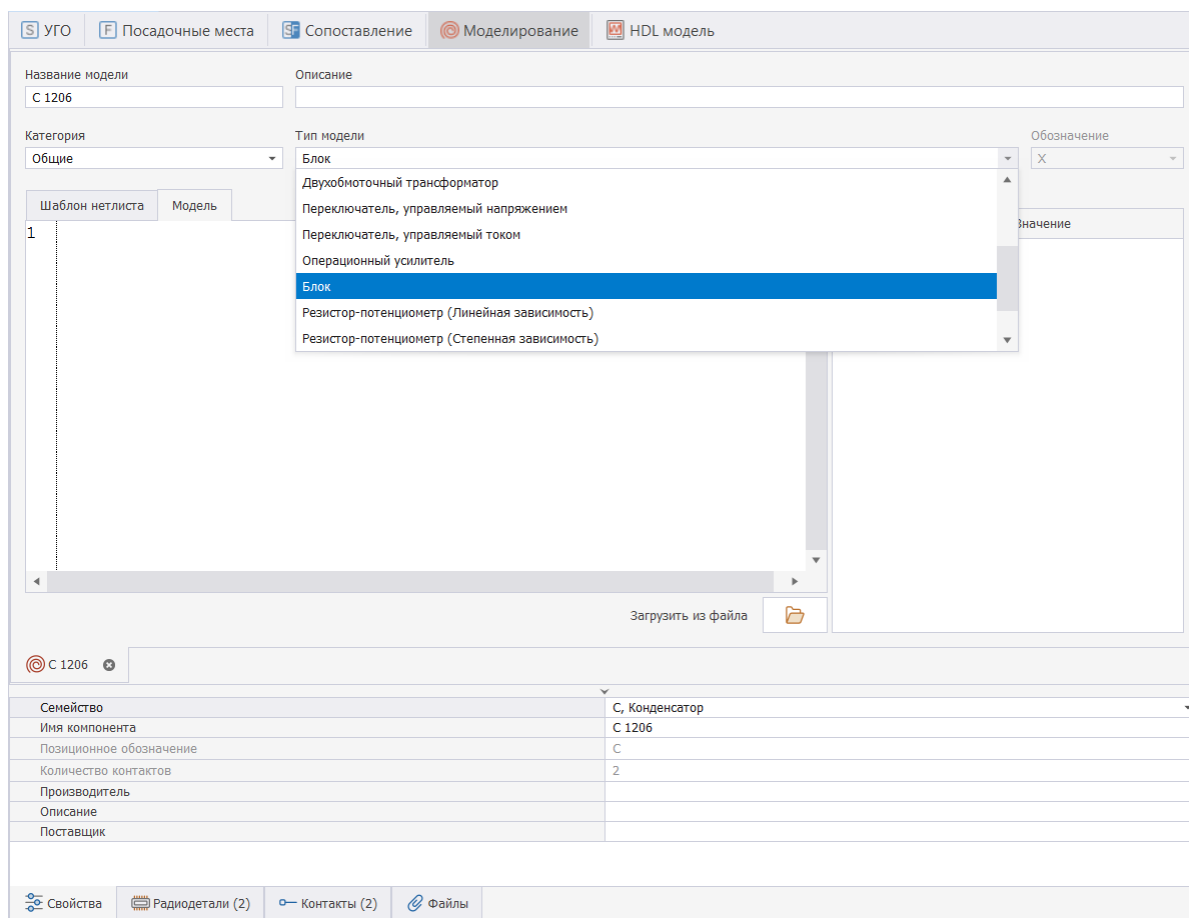 S УГО F Посадочные места SF Сопоставление Моделирование HDL модель
Название модели Описание
C 1206
Категория Тип модели Обозначение
Общие Блок X
Двухобмоточный трансформатор
Шаблон нетлиста Модель Переключатель, управляемый напряжением
Значение
1 Переключатель, управляемый током
Операционный усилитель
Блок
Резистор-потенциометр (Линейная зависимость)
Резистор-потенциометр (Степенная зависимость)
Загрузить из файла
C 1206
Семейство C, Конденсатор
Имя компонента C 1206
Позиционное обозначение C
Количество контактов 2
Производитель
Описание
Поставщик
Свойства Радиодетали (2) Контакты (2) Файлы